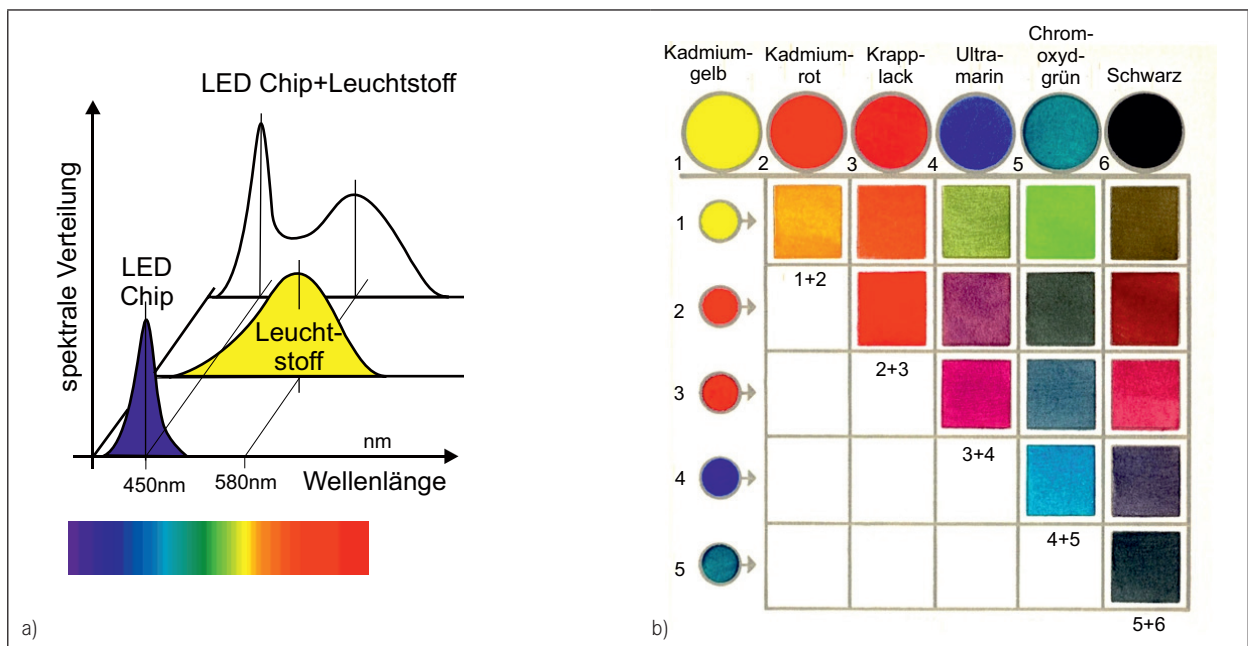 LED Chip+Leuchtstoff
spektrale Verteilung
LED
Chip
Leucht-
stoff
nm
450nm
580nm
Wellenlänge
a)
Kadmium-
gelb
Kadmium-
rot
Krapp-
lack
Ultra-
marin
Chrom-
oxyd-
grün
Schwarz
1
2
3
4
5
6
1
1+2
2
2+3
3
3+4
4
4+5
5
5+6
b)